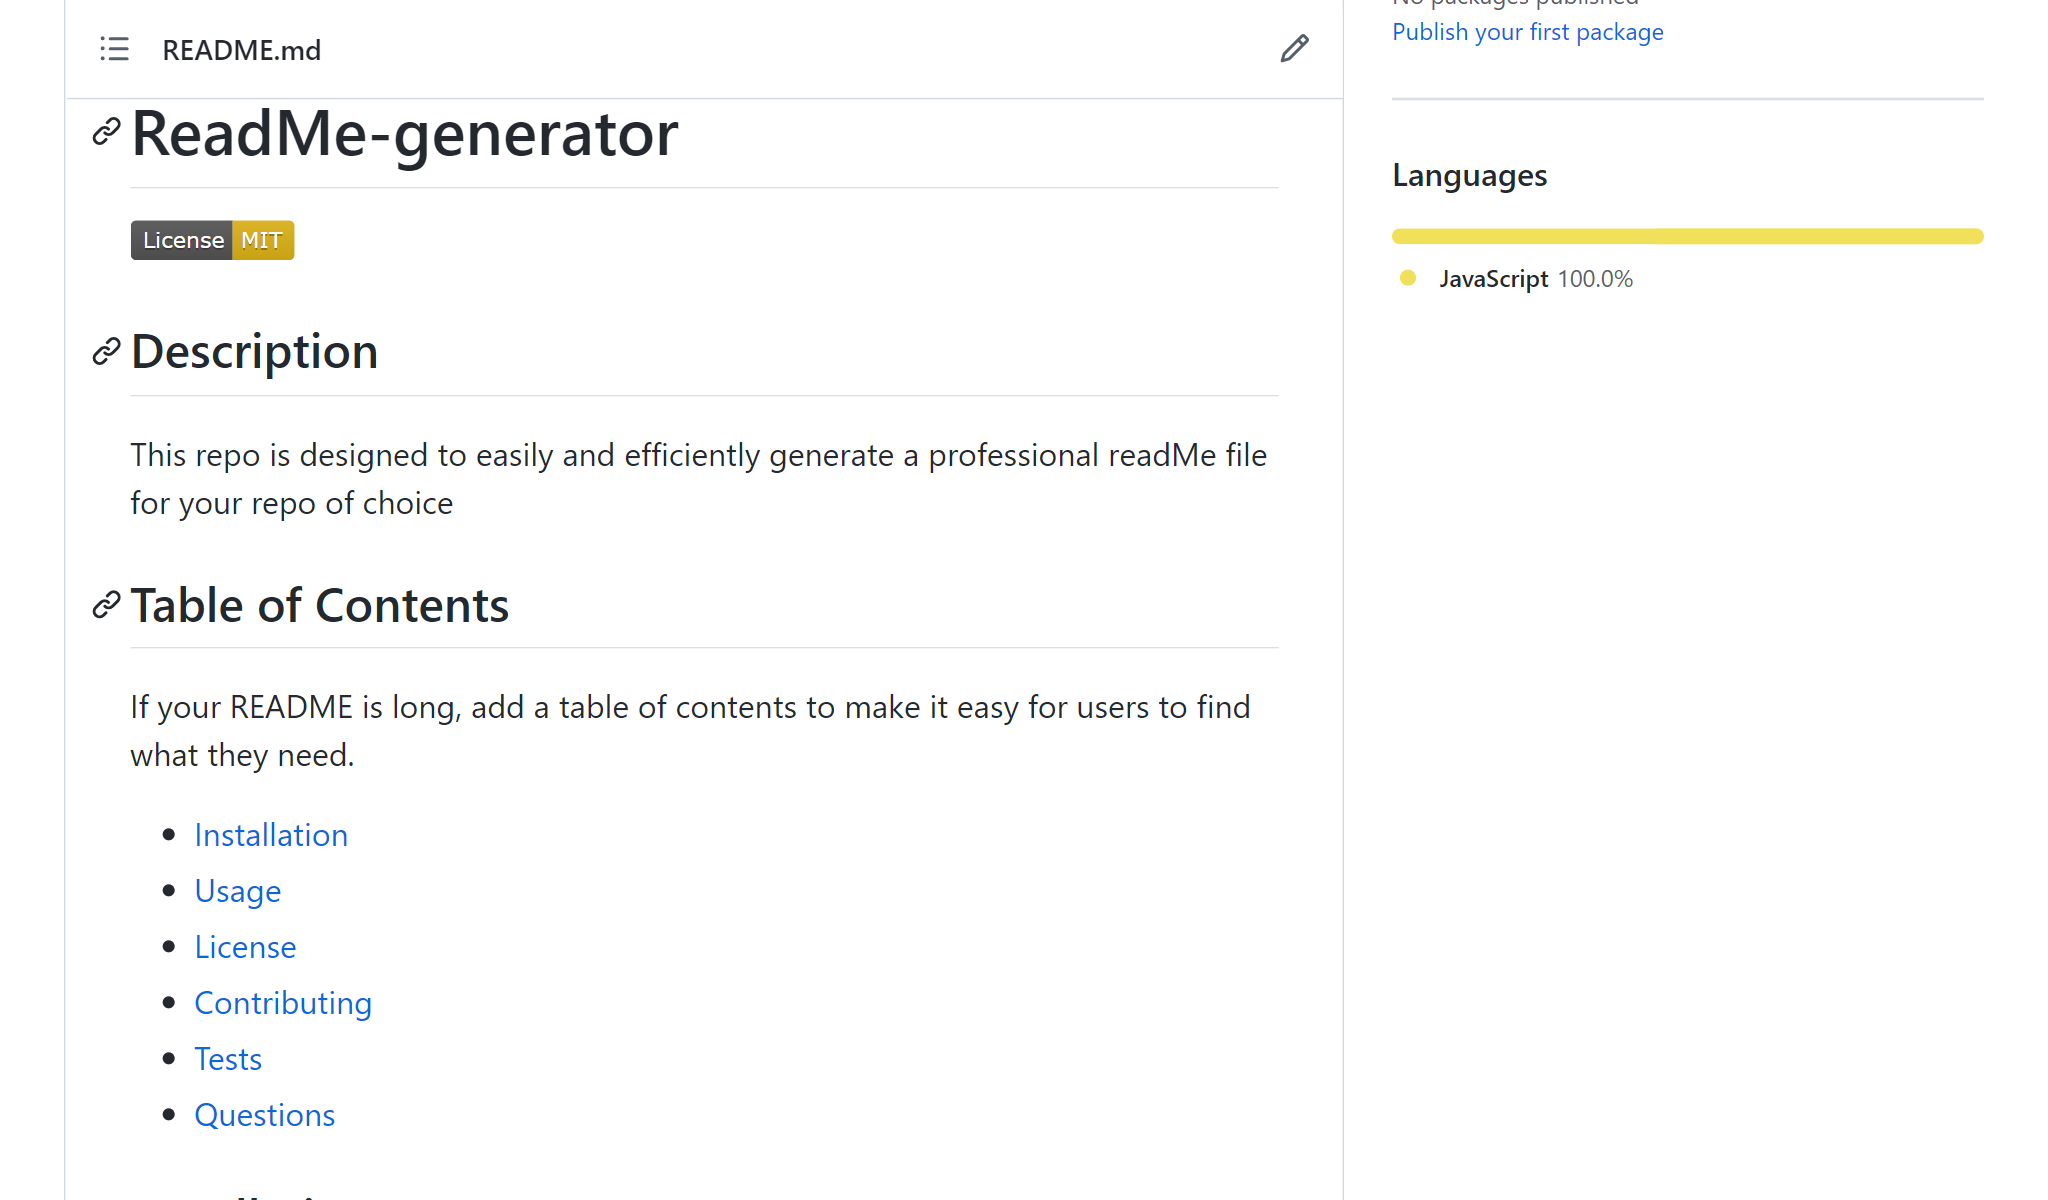 README.md
ReadMe-generator
License MIT
Description
This repo is designed to easily and efficiently generate a professional readMe file
for your repo of choice
Table of Contents
If your README is long, add a table of contents to make it easy for users to find
what they need.
Installation
Usage
License
Contributing
Tests
Questions
No packages published
Publish your first package
Languages
JavaScript 100.0%